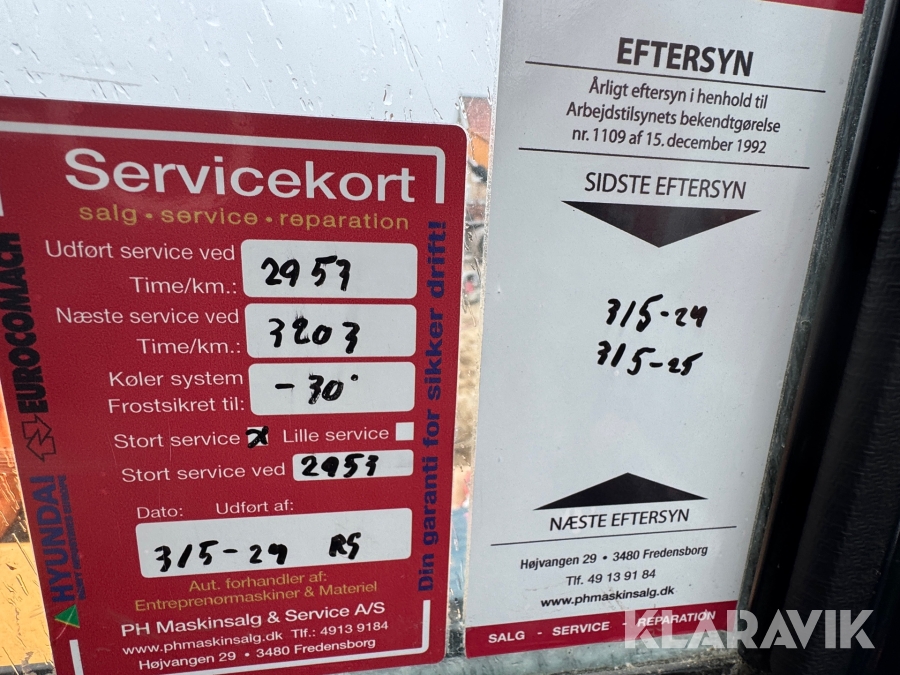 Servicekort
salg • service • reparation
Udført service ved
Time/km.: 2953
Næste service ved
Time/km.: 3203
Køler system
Frostsikret til: -30°
Stort service x Lille service
Stort service ved 2953
Dato: Udført af:
3/5-24 RS
Aut. forhandler af:
Entreprenørmaskiner & Materiel
PH Maskinsalg & Service A/S
www.phmaskinsalg.dk Tlf.: 4913 9184
Højvangen 29 • 3480 Fredensborg
HYUNDAI
EUROCOMACH
Din garanti for sikker drift!
EFTERSYN
Årligt eftersyn i henhold til
Arbejdstilsynets bekendtgørelse
nr. 1109 af 15. december 1992
SIDSTE EFTERSYN
3/5-24
3/5-25
NÆSTE EFTERSYN
Højvangen 29 • 3480 Fredensborg
Tlf. 49 13 91 84
www.phmaskinsalg.dk
SALG - SERVICE - REPARATION
KLARAVIK